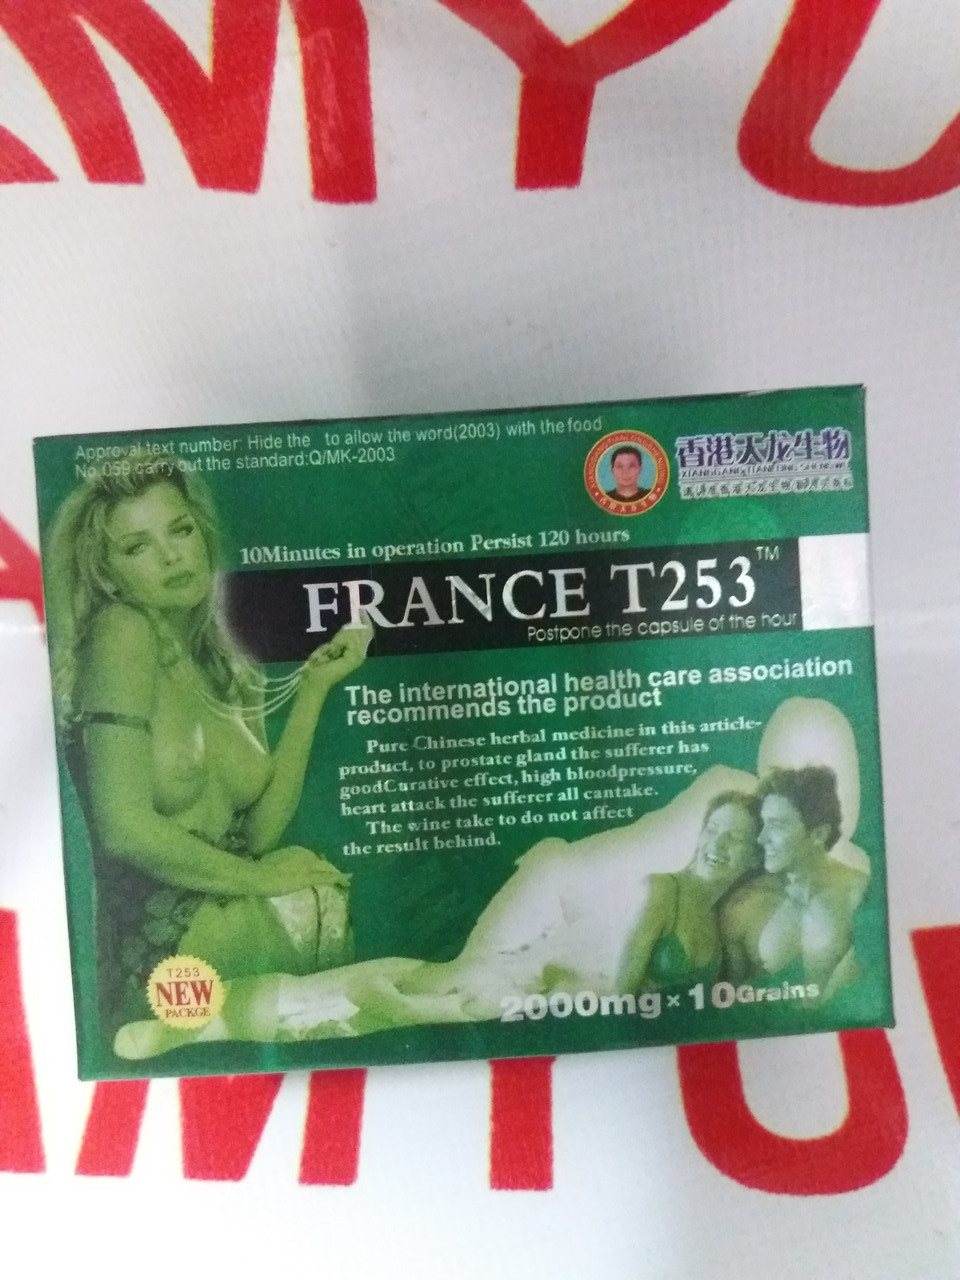 AMYU
Approval text number: Hide the to allow the word(2003) with the food
No.059 carry out the standard:Q/MK-2003
香港天龙生物
XIANGGANGTIANLONG SHENGWU
10Minutes in operation Persist 120 hours
FRANCE T253™
Postpone the capsule of the hour
The international health care association
recommends the product
Pure Chinese herbal medicine in this article-
product, to prostate gland the sufferer has
goodCurative effect, high bloodpressure,
heart attack the sufferer all cantake.
The wine take to do not affect
the result behind.
T253
NEW
PACKGE
2000mg×10Grains
AMYU